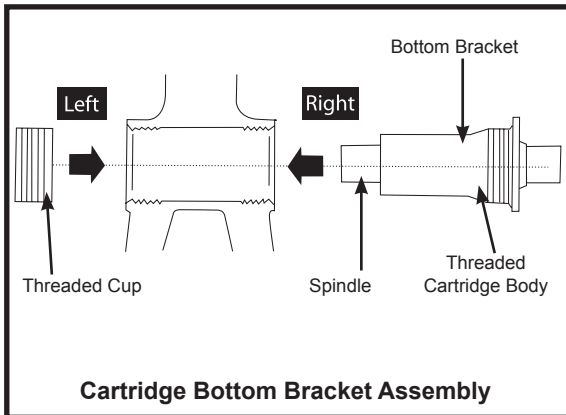 Bottom Bracket
Left
Right
Threaded Cup
Spindle
Threaded
Cartridge Body
Cartridge Bottom Bracket Assembly